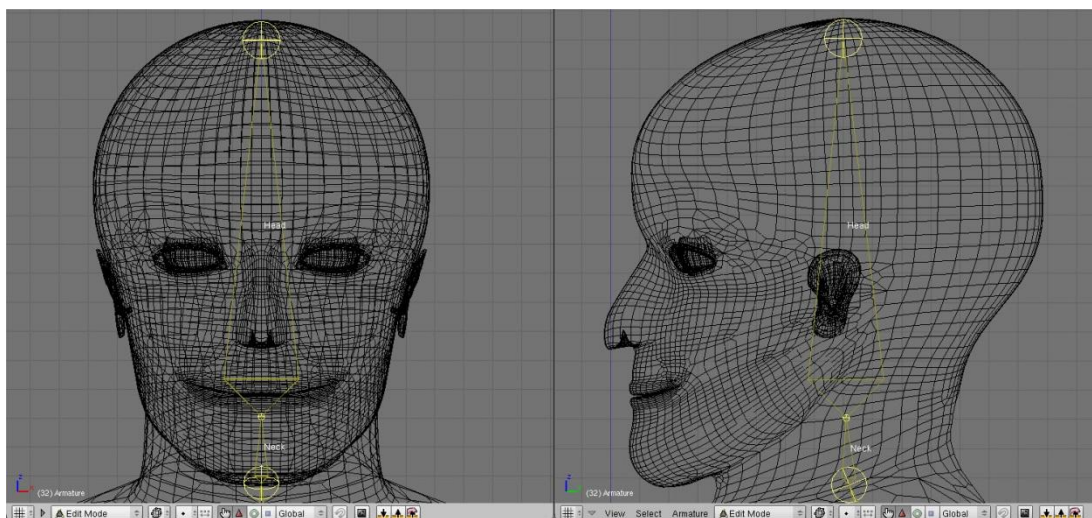 Head
Neck
z
x
(32) Armature
Edit Mode
Global
Head
Neck
z
y
(32) Armature
View Select Armature
Edit Mode
Global